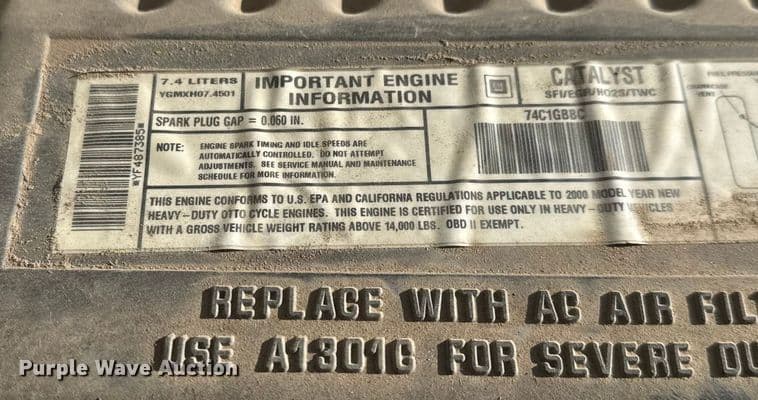 7.4 LITERS
YGMXH07.4501
IMPORTANT ENGINE
INFORMATION
GM
CATALYST
SFI/EGR/HO2S/TWC
SPARK PLUG GAP = 0.060 IN.
74C1GB8C
NOTE: ENGINE SPARK TIMING AND IDLE SPEEDS ARE
AUTOMATICALLY CONTROLLED. DO NOT ATTEMPT
ADJUSTMENTS. SEE SERVICE MANUAL AND MAINTENANCE
SCHEDULE FOR MORE INFORMATION.
THIS ENGINE CONFORMS TO U.S. EPA AND CALIFORNIA REGULATIONS APPLICABLE TO 2000 MODEL YEAR NEW
HEAVY-DUTY OTTO CYCLE ENGINES. THIS ENGINE IS CERTIFIED FOR USE ONLY IN HEAVY-DUTY VEHICLES
WITH A GROSS VEHICLE WEIGHT RATING ABOVE 14,000 LBS. OBD II EXEMPT.
*YF487385*
REPLACE WITH AC AIR FIL
USE A1301C FOR SEVERE DU
Purple Wave Auction